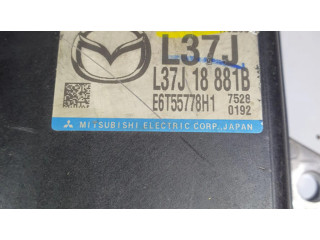 L37J
L37J 18 881B
E6T55778H1 7528
0192
MITSUBISHI ELECTRIC CORP., JAPAN